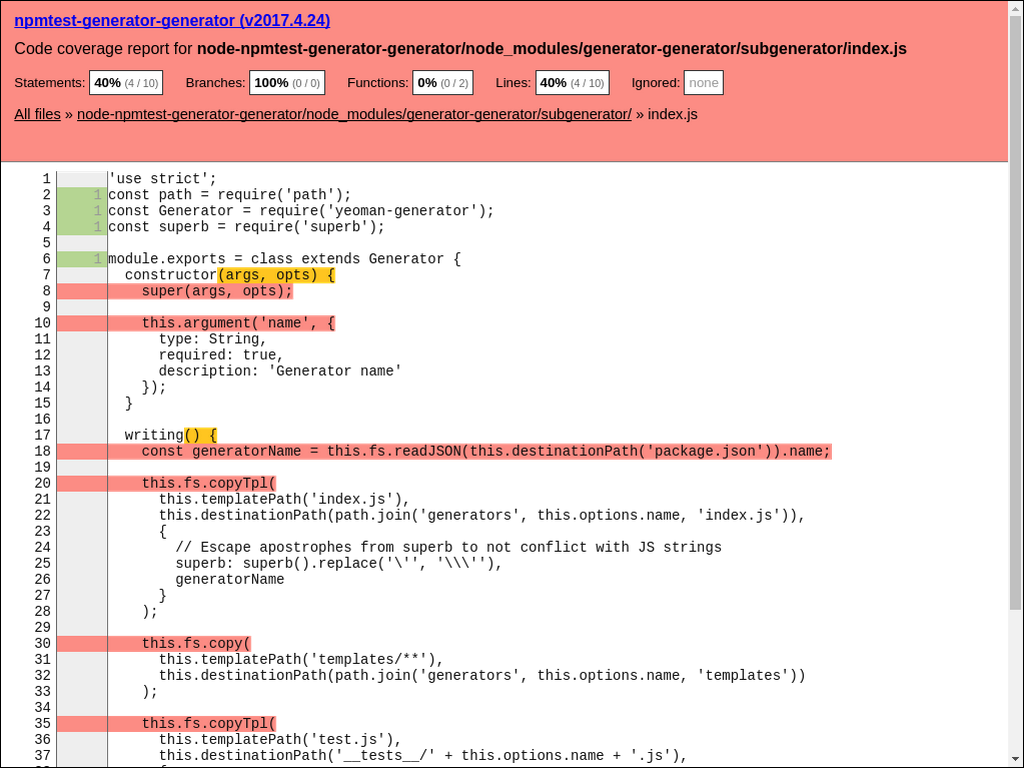 npmtest-generator-generator (v2017.4.24)
Code coverage report for node-npmtest-generator-generator/node_modules/generator-generator/subgenerator/index.js
Statements: 40% (4 / 10) Branches: 100% (0 / 0) Functions: 0% (0 / 2) Lines: 40% (4 / 10) Ignored: none
All files » node-npmtest-generator-generator/node_modules/generator-generator/subgenerator/ » index.js
1 'use strict';
2 1 const path = require('path');
3 1 const Generator = require('yeoman-generator');
4 1 const superb = require('superb');
5
6 1 module.exports = class extends Generator {
7 constructor(args, opts) {
8 super(args, opts);
9
10 this.argument('name', {
11 type: String,
12 required: true,
13 description: 'Generator name'
14 });
15 }
16
17 writing() {
18 const generatorName = this.fs.readJSON(this.destinationPath('package.json')).name;
19
20 this.fs.copyTpl(
21 this.templatePath('index.js'),
22 this.destinationPath(path.join('generators', this.options.name, 'index.js')),
23 {
24 // Escape apostrophes from superb to not conflict with JS strings
25 superb: superb().replace('\'', '\\\''),
26 generatorName
27 }
28 );
29
30 this.fs.copy(
31 this.templatePath('templates/**'),
32 this.destinationPath(path.join('generators', this.options.name, 'templates'))
33 );
34
35 this.fs.copyTpl(
36 this.templatePath('test.js'),
37 this.destinationPath('__tests__/' + this.options.name + '.js'),